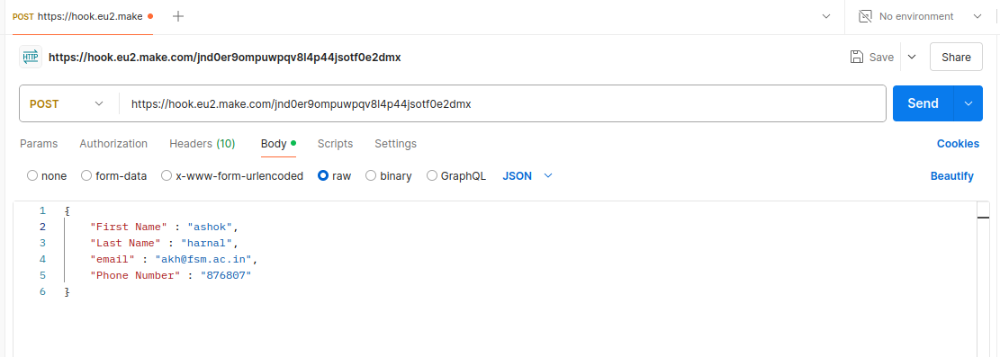 POST https://hook.eu2.make
No environment
HTTP https://hook.eu2.make.com/jnd0er9ompuwpqv8l4p44jsotf0e2dmx Save Share
POST https://hook.eu2.make.com/jnd0er9ompuwpqv8l4p44jsotf0e2dmx Send
Params Authorization Headers (10) Body Scripts Settings Cookies
none form-data x-www-form-urlencoded raw binary GraphQL JSON Beautify
1 {
2 "First Name" : "ashok",
3 "Last Name" : "harnal",
4 "email" : "akh@fsm.ac.in",
5 "Phone Number" : "876807"
6 }